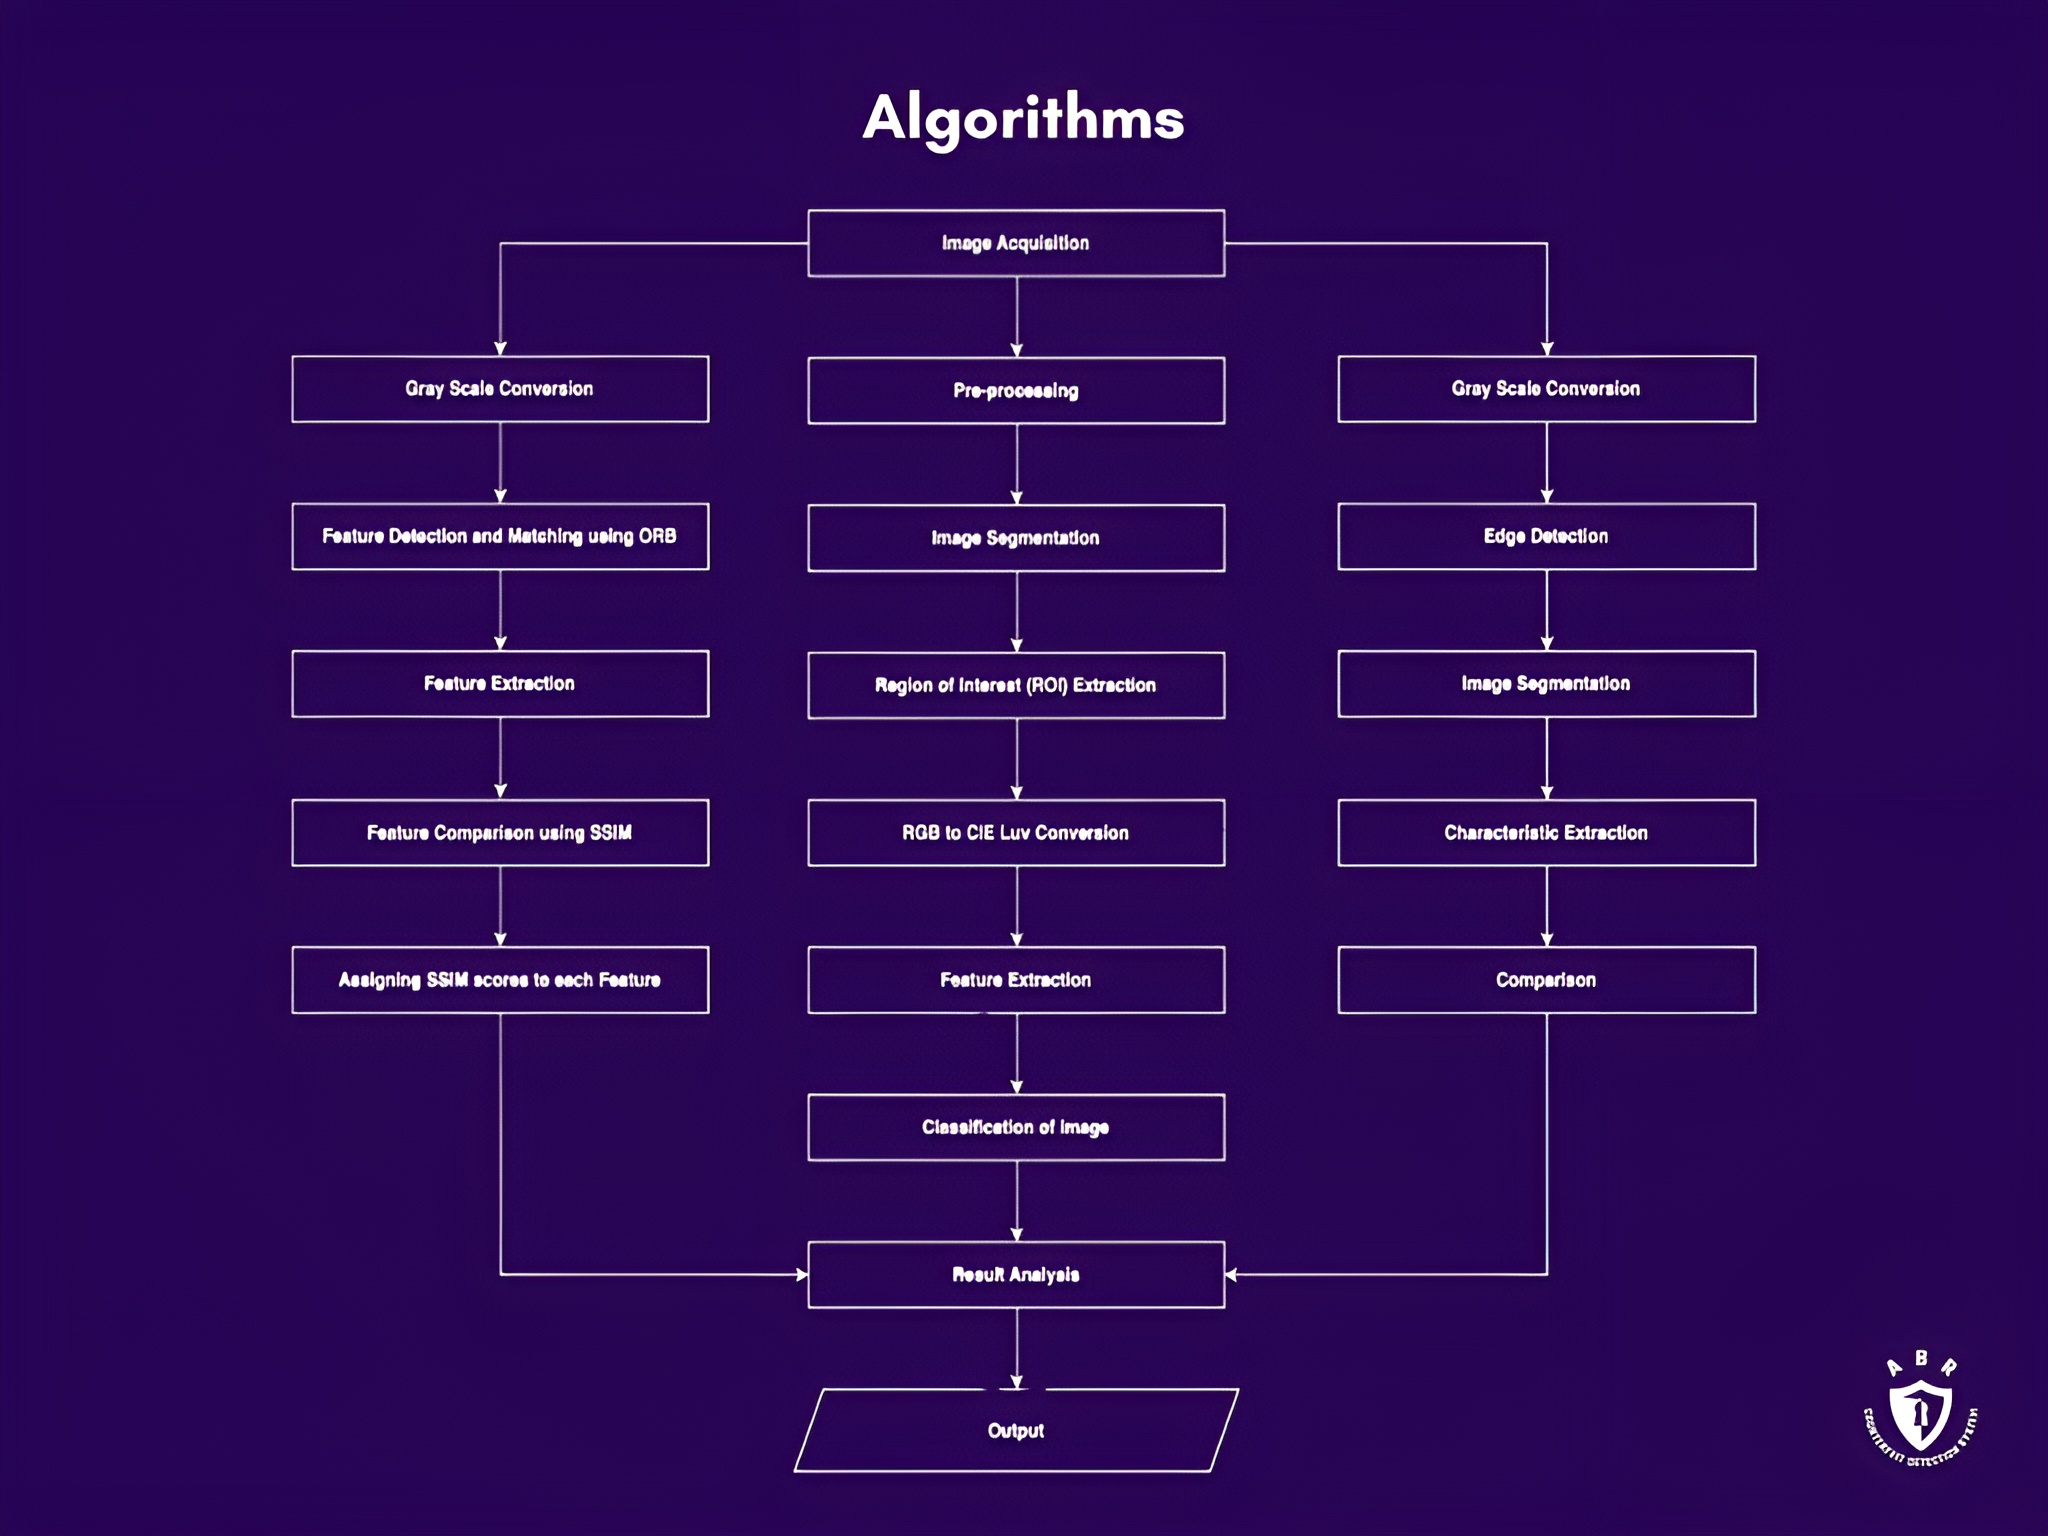 Algorithms
Image Acquisition
Gray Scale Conversion
Pre-processing
Gray Scale Conversion
Feature Detection and Matching using ORB
Image Segmentation
Edge Detection
Feature Extraction
Region of Interest (ROI) Extraction
Image Segmentation
Feature Comparison using SSIM
RGB to CIE Luv Conversion
Characteristic Extraction
Assigning SSIM scores to each Feature
Feature Extraction
Comparison
Classification of Image
Result Analysis
Output
ABR